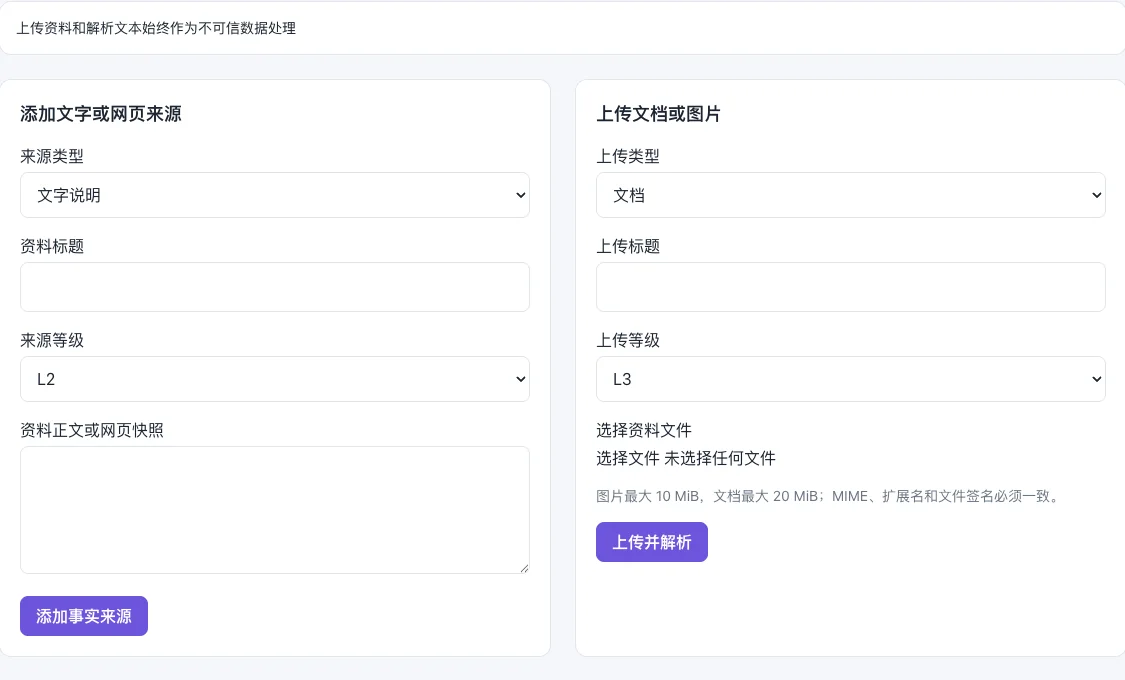 上传资料和解析文本始终作为不可信数据处理
添加文字或网页来源
来源类型
文字说明
资料标题
来源等级
L2
资料正文或网页快照
添加事实来源
上传文档或图片
上传类型
文档
上传标题
上传等级
L3
选择资料文件
选择文件 未选择任何文件
图片最大 10 MiB，文档最大 20 MiB；MIME、扩展名和文件签名必须一致。
上传并解析